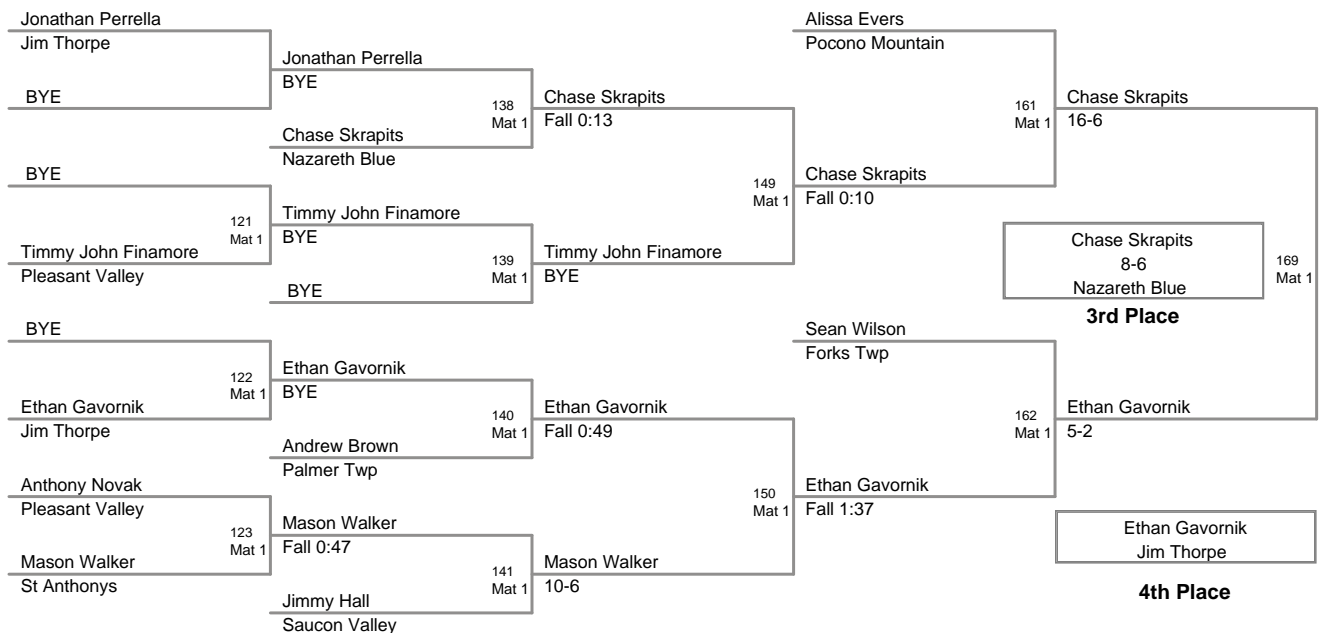 Jonathan Perrella
Jim Thorpe
BYE
BYE
121
Mat 1
Timmy John Finamore
Pleasant Valley
BYE
122
Mat 1
Ethan Gavornik
Jim Thorpe
Anthony Novak
Pleasant Valley
123
Mat 1
Mason Walker
St Anthonys
Jonathan Perrella
BYE
138
Mat 1
Chase Skrapits
Nazareth Blue
Timmy John Finamore
BYE
139
Mat 1
BYE
Ethan Gavornik
BYE
140
Mat 1
Andrew Brown
Palmer Twp
Mason Walker
Fall 0:47
141
Mat 1
Jimmy Hall
Saucon Valley
Chase Skrapits
Fall 0:13
149
Mat 1
Timmy John Finamore
BYE
Ethan Gavornik
Fall 0:49
150
Mat 1
Mason Walker
10-6
Alissa Evers
Pocono Mountain
161
Mat 1
Chase Skrapits
Fall 0:10
Sean Wilson
Forks Twp
162
Mat 1
Ethan Gavornik
Fall 1:37
Chase Skrapits
16-6
169
Mat 1
Ethan Gavornik
5-2
Chase Skrapits
8-6
Nazareth Blue
3rd Place
Ethan Gavornik
Jim Thorpe
4th Place